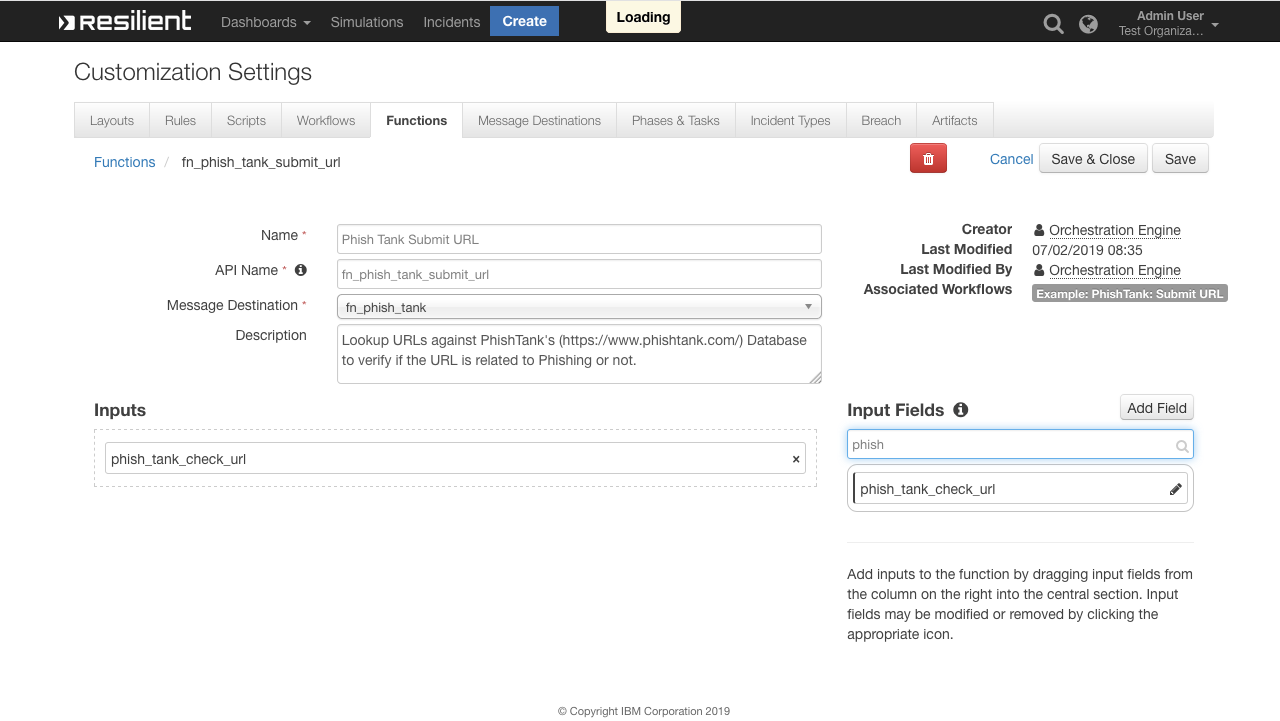 resilient Dashboards Simulations Incidents Create Loading Admin User
Test Organiza...
Customization Settings
Layouts Rules Scripts Workflows Functions Message Destinations Phases & Tasks Incident Types Breach Artifacts
Functions / fn_phish_tank_submit_url Cancel Save & Close Save
Name * Phish Tank Submit URL
API Name * fn_phish_tank_submit_url
Message Destination * fn_phish_tank
Description Lookup URLs against PhishTank's (https://www.phishtank.com/) Database
to verify if the URL is related to Phishing or not.
Creator Orchestration Engine
Last Modified 07/02/2019 08:35
Last Modified By Orchestration Engine
Associated Workflows Example: PhishTank: Submit URL
Inputs
phish_tank_check_url ×
Input Fields Add Field
phish
phish_tank_check_url
Add inputs to the function by dragging input fields from
the column on the right into the central section. Input
fields may be modified or removed by clicking the
appropriate icon.
© Copyright IBM Corporation 2019